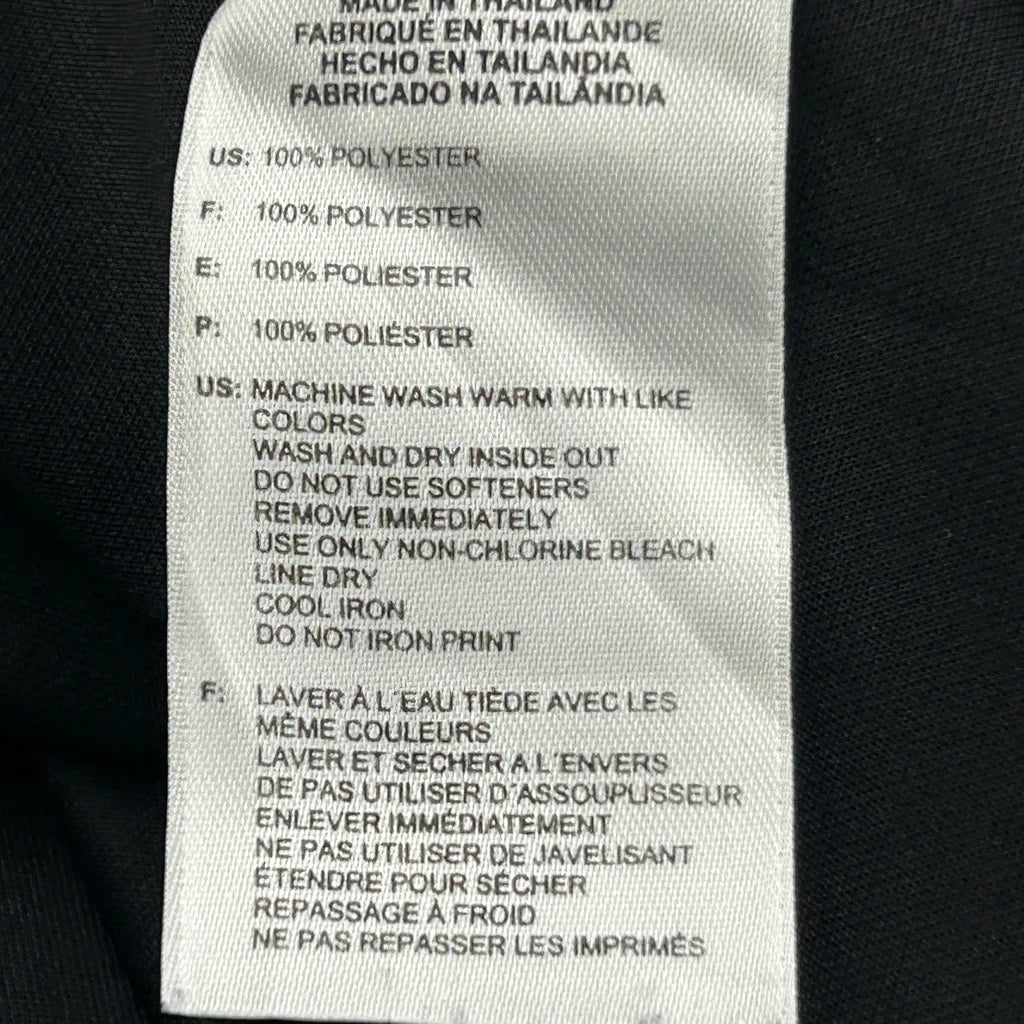 MADE IN THAILAND
FABRIQUÉ EN THAILANDE
HECHO EN TAILANDIA
FABRICADO NA TAILÂNDIA
US: 100% POLYESTER
F: 100% POLYESTER
E: 100% POLIESTER
P: 100% POLIÉSTER
US: MACHINE WASH WARM WITH LIKE
COLORS
WASH AND DRY INSIDE OUT
DO NOT USE SOFTENERS
REMOVE IMMEDIATELY
USE ONLY NON-CHLORINE BLEACH
LINE DRY
COOL IRON
DO NOT IRON PRINT
F: LAVER À L'EAU TIÈDE AVEC LES
MÊME COULEURS
LAVER ET SECHER A L'ENVERS
DE PAS UTILISER D'ASSOUPLISSEUR
ENLEVER IMMÉDIATEMENT
NE PAS UTILISER DE JAVELISANT
ÉTENDRE POUR SÉCHER
REPASSAGE À FROID
NE PAS REPASSER LES IMPRIMÉS